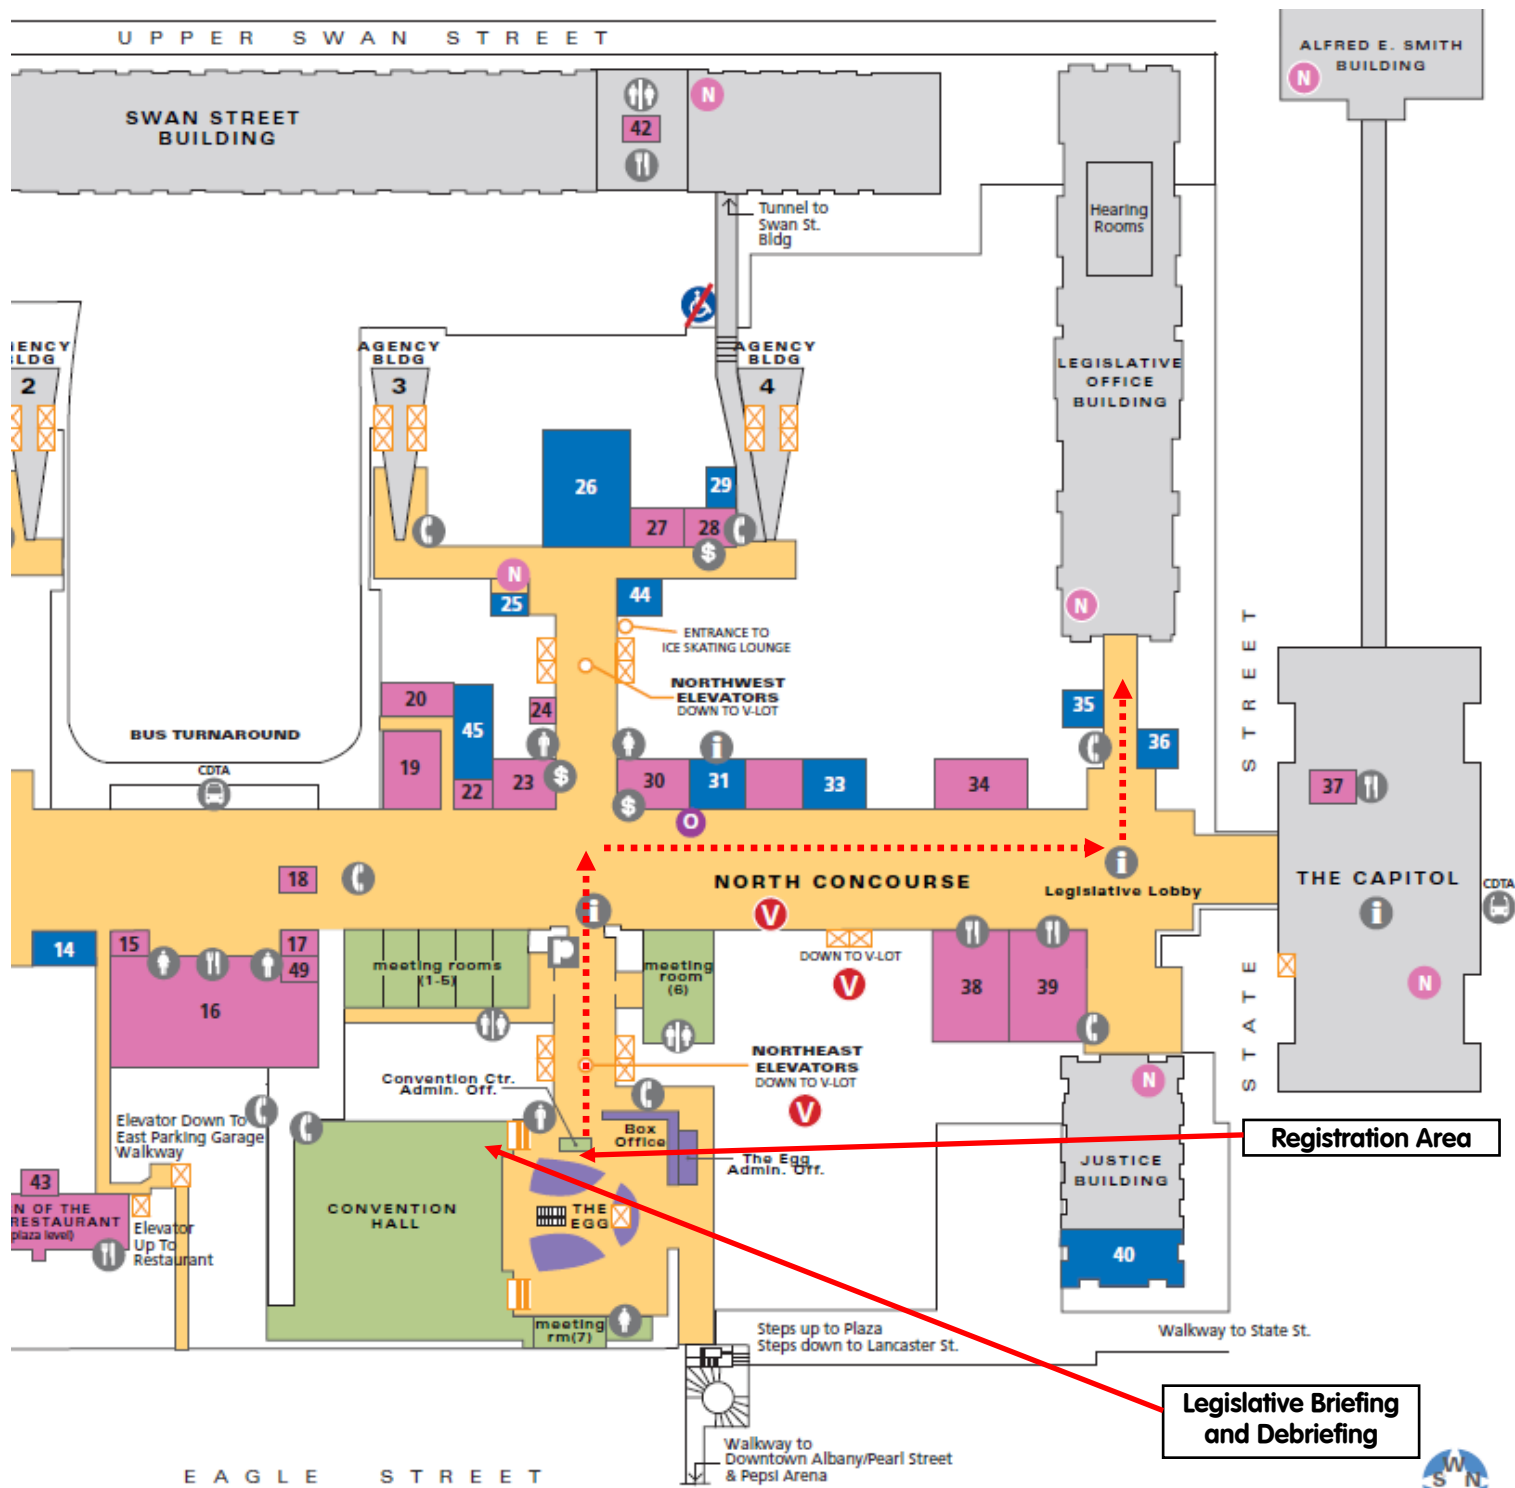 UPPER SWAN STREET
ALFRED E. SMITH
BUILDING
N
SWAN STREET
BUILDING
42
N
Tunnel to
Swan St.
Bldg
Hearing
Rooms
AGENCY
BLDG
3
AGENCY
BLDG
4
2
LEGISLATIVE
OFFICE
BUILDING
26
29
27
28
$
N
25
44
N
ENTRANCE TO
ICE SKATING LOUNGE
NORTHWEST
ELEVATORS
DOWN TO V-LOT
20
45
24
35
36
BUS TURNAROUND
CDTA
19
22
23
$
30
$
i
31
33
34
O
STREET
37
18
NORTH CONCOURSE
V
i
i
Legislative Lobby
THE CAPITOL
i
CDTA
14
15
17
49
16
meeting rooms
(1-5)
P
meeting
room
(6)
DOWN TO V-LOT
V
38
39
N
STATE
NORTHEAST
ELEVATORS
DOWN TO V-LOT
V
Convention Ctr.
Admin. Off.
N
Elevator Down To
East Parking Garage
Walkway
Box
Office
The Egg
Admin. Off.
Registration Area
JUSTICE
BUILDING
43
N OF THE
RESTAURANT
plaza level)
Elevator
Up To
Restaurant
CONVENTION
HALL
THE
EGG
40
meeting
rm(7)
Steps up to Plaza
Steps down to Lancaster St.
Walkway to State St.
Legislative Briefing
and Debriefing
Walkway to
Downtown Albany/Pearl Street
& Pepsi Arena
EAGLE STREET
W
S N